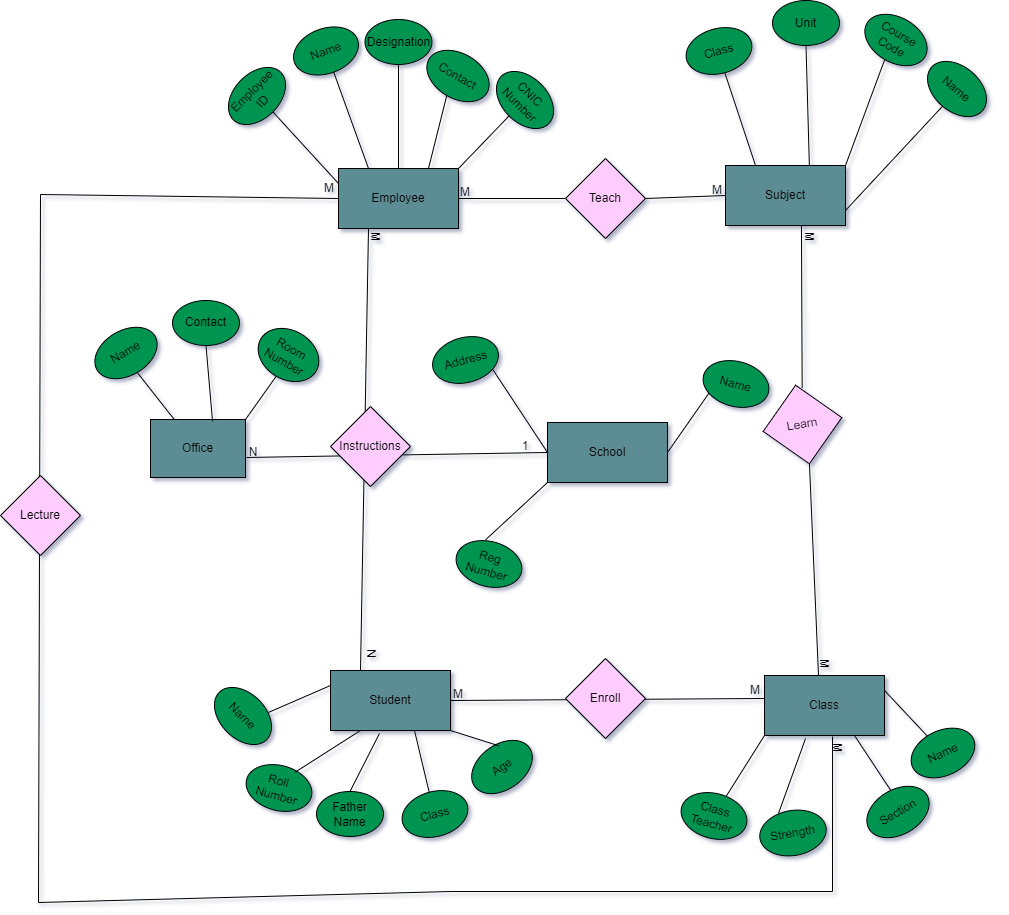 Designation
Name
Contact
Employee
ID
CNIC
Number
Unit
Course
Code
Class
Name
M
Employee
M
Teach
M
Subject
M
M
Contact
Name
Room
Number
Address
Name
Office
N
Instructions
1
School
Learn
Lecture
Reg
Number
N
M
Student
M
Enroll
M
Class
M
Name
Roll
Number
Father
Name
Class
Age
Class
Teacher
Strength
Section
Name